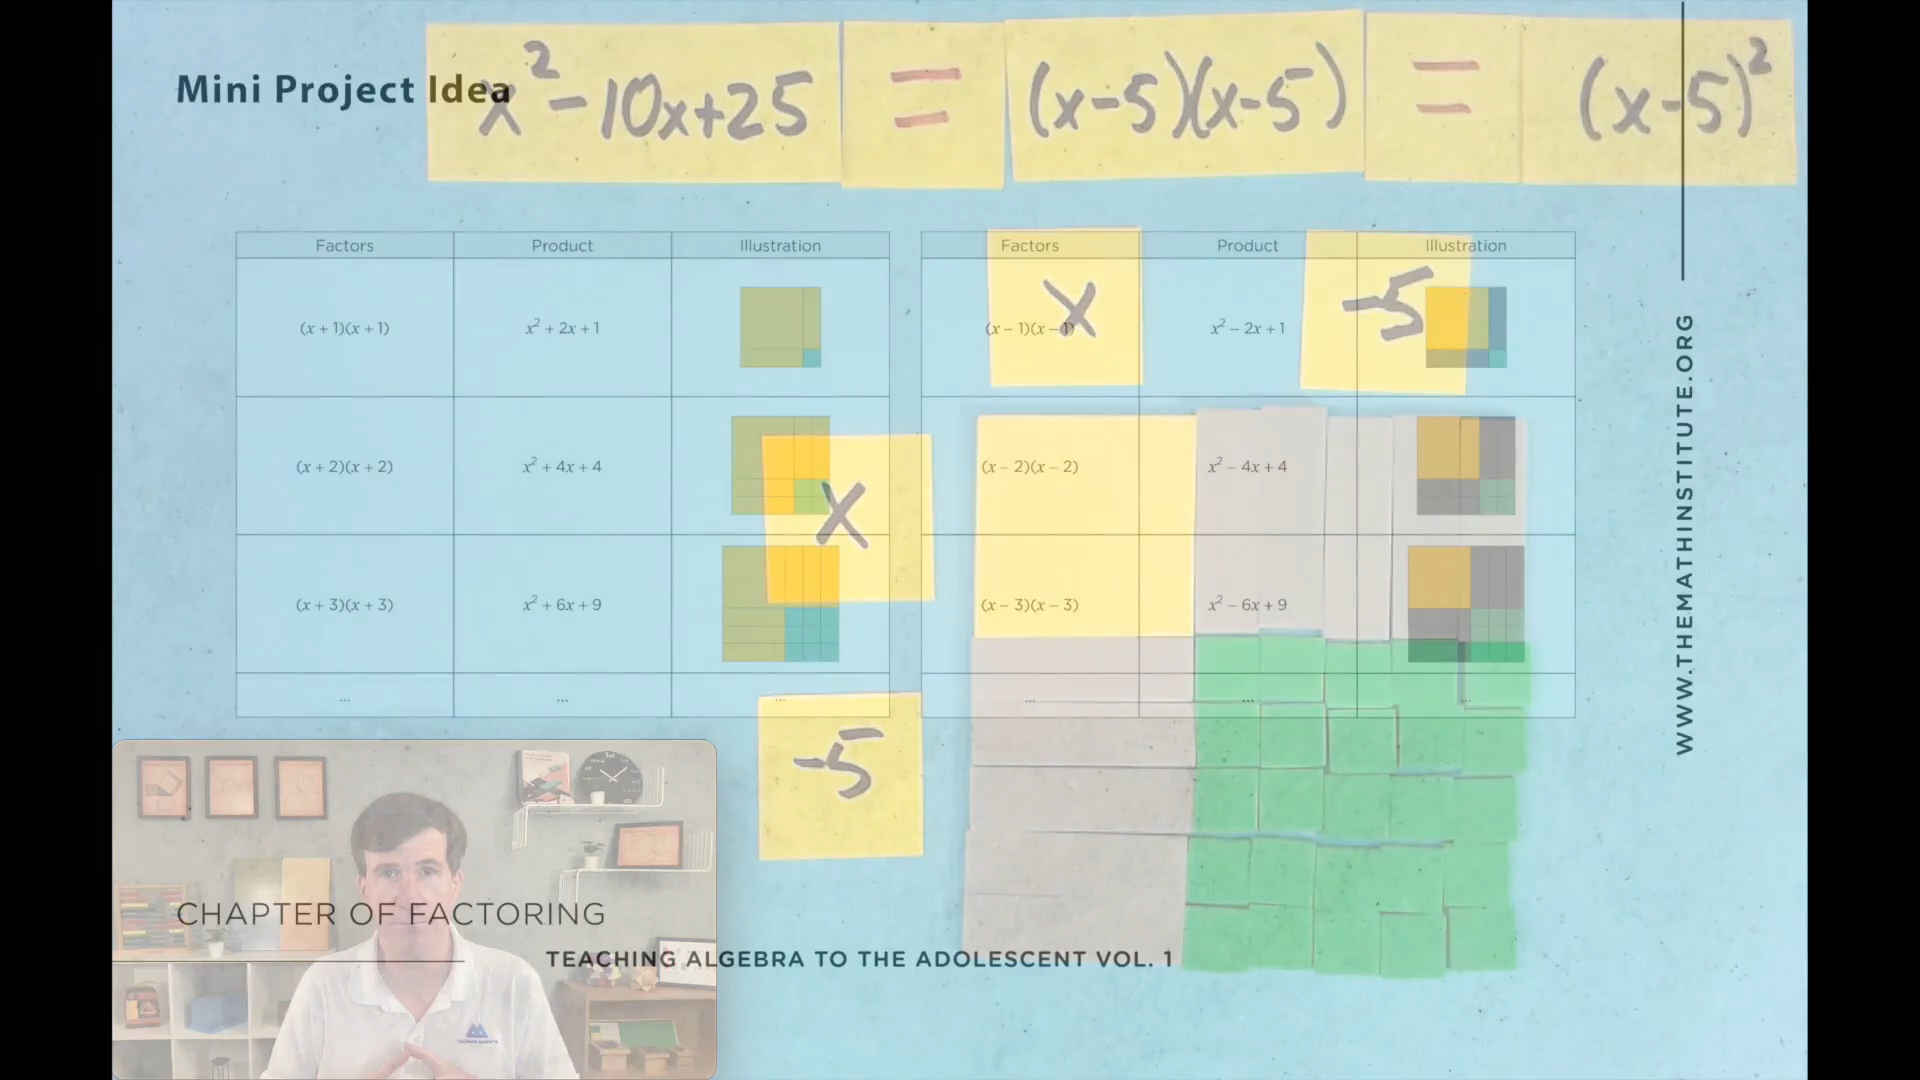 Mini Project Idea
x² - 10x + 25 = (x-5)(x-5) = (x-5)²
Factors Product Illustration Factors Product Illustration
x -5
(x + 1)(x + 1) x² + 2x + 1 (x − 1)(x − 1) x² − 2x + 1
(x + 2)(x + 2) x² + 4x + 4 (x − 2)(x − 2) x² − 4x + 4
x
(x + 3)(x + 3) x² + 6x + 9 (x − 3)(x − 3) x² − 6x + 9
... ... ... ... ... ...
-5
CHAPTER OF FACTORING
TEACHING ALGEBRA TO THE ADOLESCENT VOL. 1
WWW.THEMATHINSTITUTE.ORG